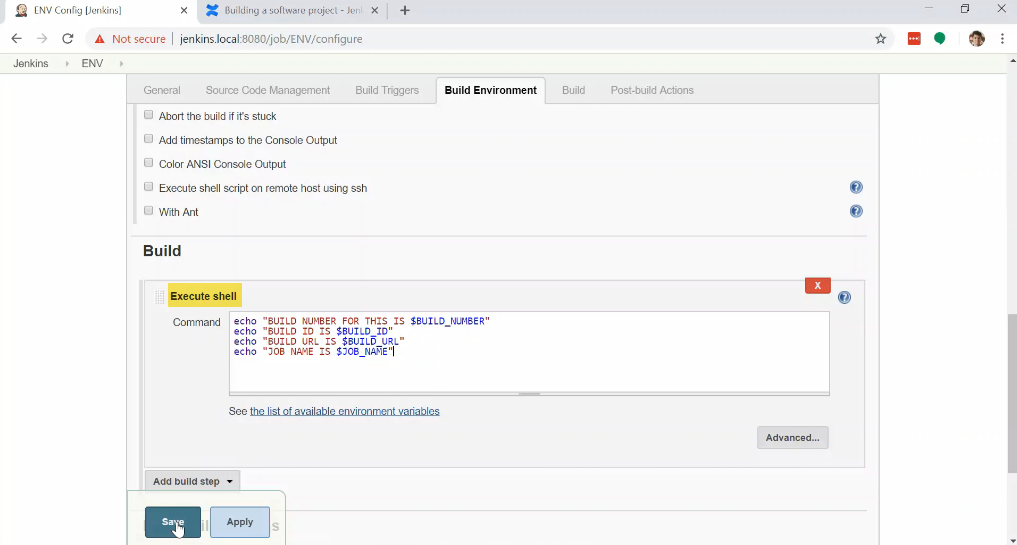 ENV Config [Jenkins]
Building a software project - Jen
Not secure | jenkins.local:8080/job/ENV/configure
Jenkins ENV
General Source Code Management Build Triggers Build Environment Build Post-build Actions
Abort the build if it's stuck
Add timestamps to the Console Output
Color ANSI Console Output
Execute shell script on remote host using ssh
With Ant
Build
X
Execute shell
Command
echo "BUILD NUMBER FOR THIS IS $BUILD_NUMBER"
echo "BUILD ID IS $BUILD_ID"
echo "BUILD URL IS $BUILD_URL"
echo "JOB NAME IS $JOB_NAME"
See the list of available environment variables
Advanced...
Add build step
Save Apply